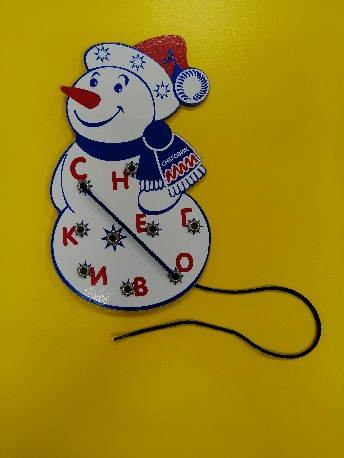 СНЕГОВИК
С Н
Е Г
К
И В О